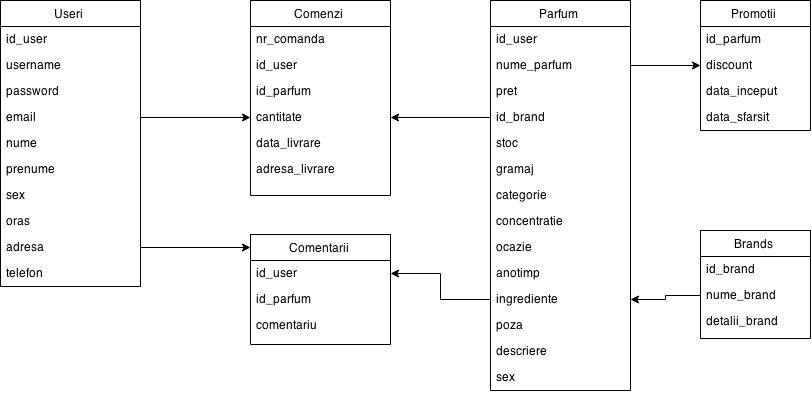 Useri
id_user
username
password
email
nume
prenume
sex
oras
adresa
telefon
Comenzi
nr_comanda
id_user
id_parfum
cantitate
data_livrare
adresa_livrare
Comentarii
id_user
id_parfum
comentariu
Parfum
id_user
nume_parfum
pret
id_brand
stoc
gramaj
categorie
concentratie
ocazie
anotimp
ingrediente
poza
descriere
sex
Promotii
id_parfum
discount
data_inceput
data_sfarsit
Brands
id_brand
nume_brand
detalii_brand